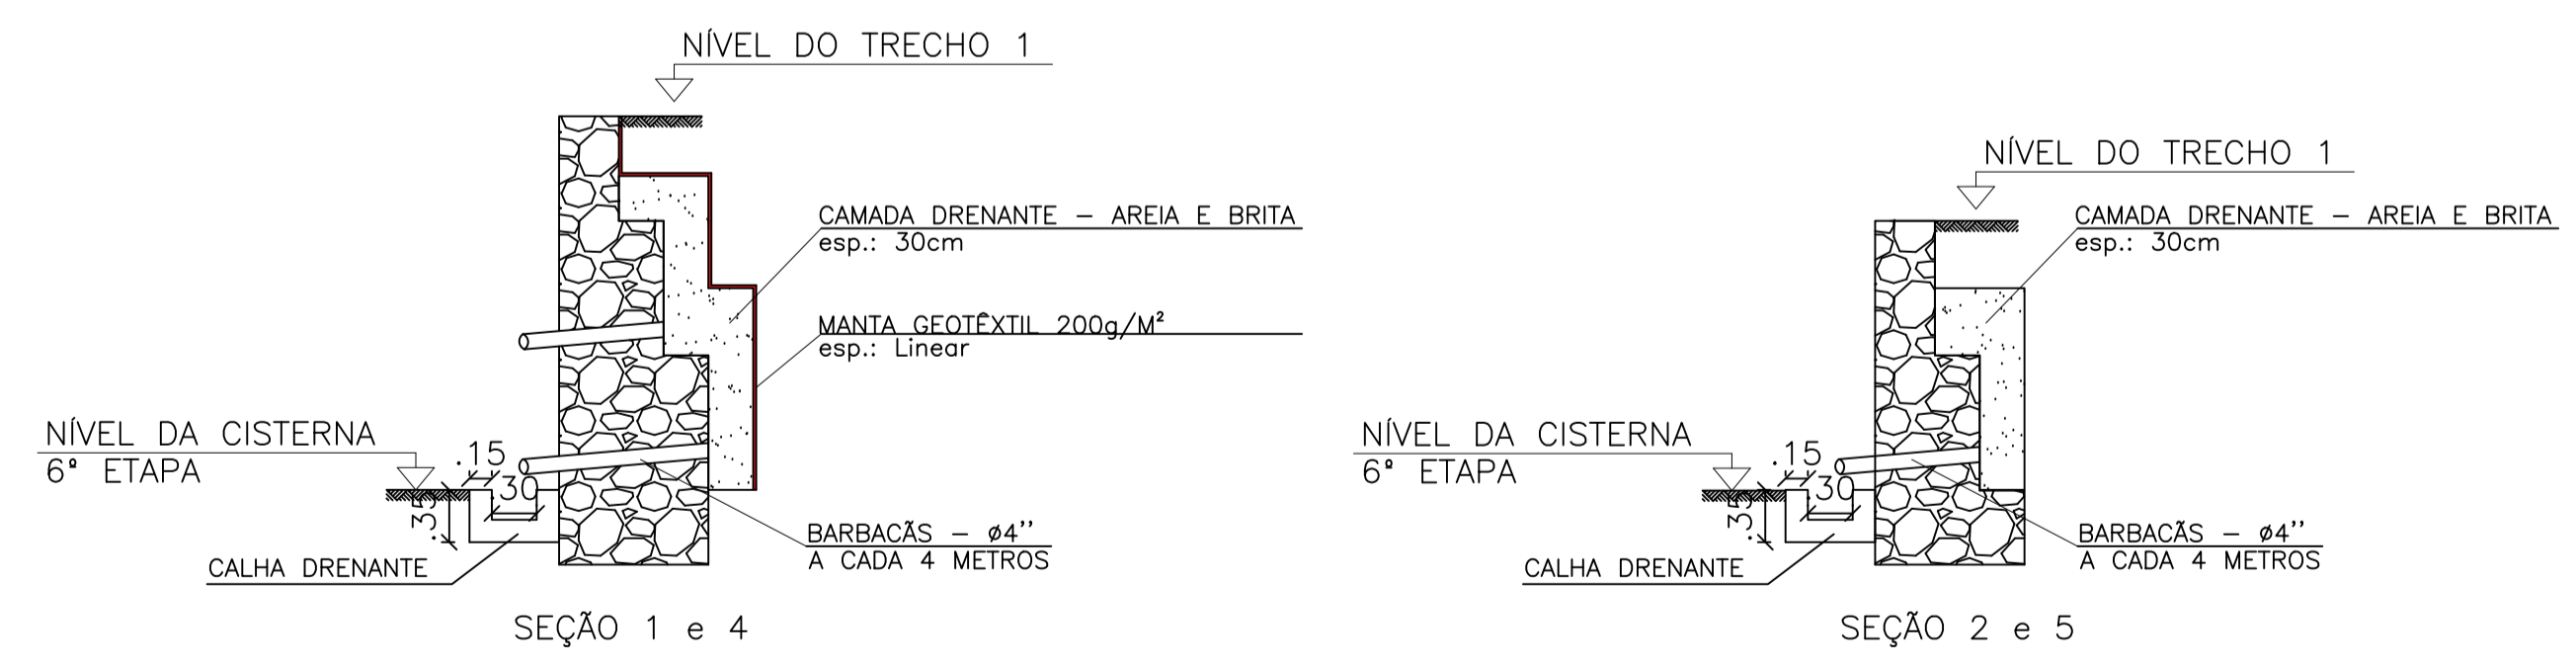 NÍVEL DO TRECHO 1
CAMADA DRENANTE – AREIA E BRITA
esp.: 30cm
MANTA GEOTÊXTIL 200g/M²
esp.: Linear
NÍVEL DA CISTERNA
6ª ETAPA
.15
30
.35
BARBACÃS – ø4''
A CADA 4 METROS
CALHA DRENANTE
SEÇÃO 1 e 4
NÍVEL DO TRECHO 1
CAMADA DRENANTE – AREIA E BRITA
esp.: 30cm
NÍVEL DA CISTERNA
6ª ETAPA
.15
30
.35
BARBACÃS – ø4''
A CADA 4 METROS
CALHA DRENANTE
SEÇÃO 2 e 5